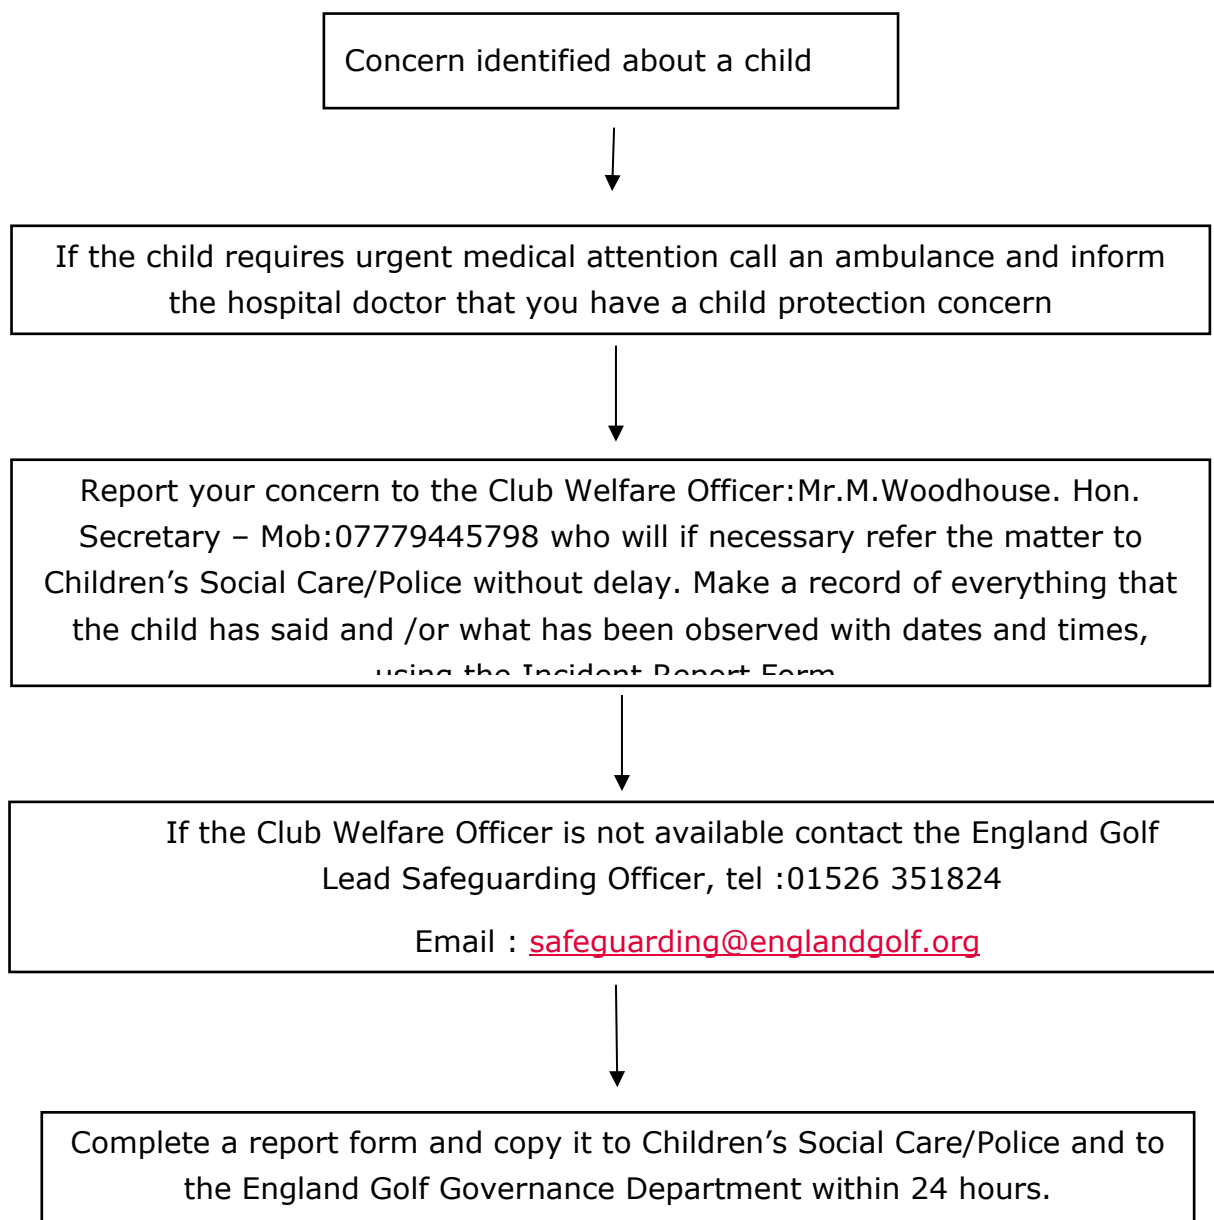 Concern identified about a child
If the child requires urgent medical attention call an ambulance and inform
the hospital doctor that you have a child protection concern
Report your concern to the Club Welfare Officer:Mr.M.Woodhouse. Hon.
Secretary – Mob:07779445798 who will if necessary refer the matter to
Children’s Social Care/Police without delay. Make a record of everything that
the child has said and /or what has been observed with dates and times,
using the Incident Report Form
If the Club Welfare Officer is not available contact the England Golf
Lead Safeguarding Officer, tel :01526 351824
Email : safeguarding@englandgolf.org
Complete a report form and copy it to Children’s Social Care/Police and to
the England Golf Governance Department within 24 hours.